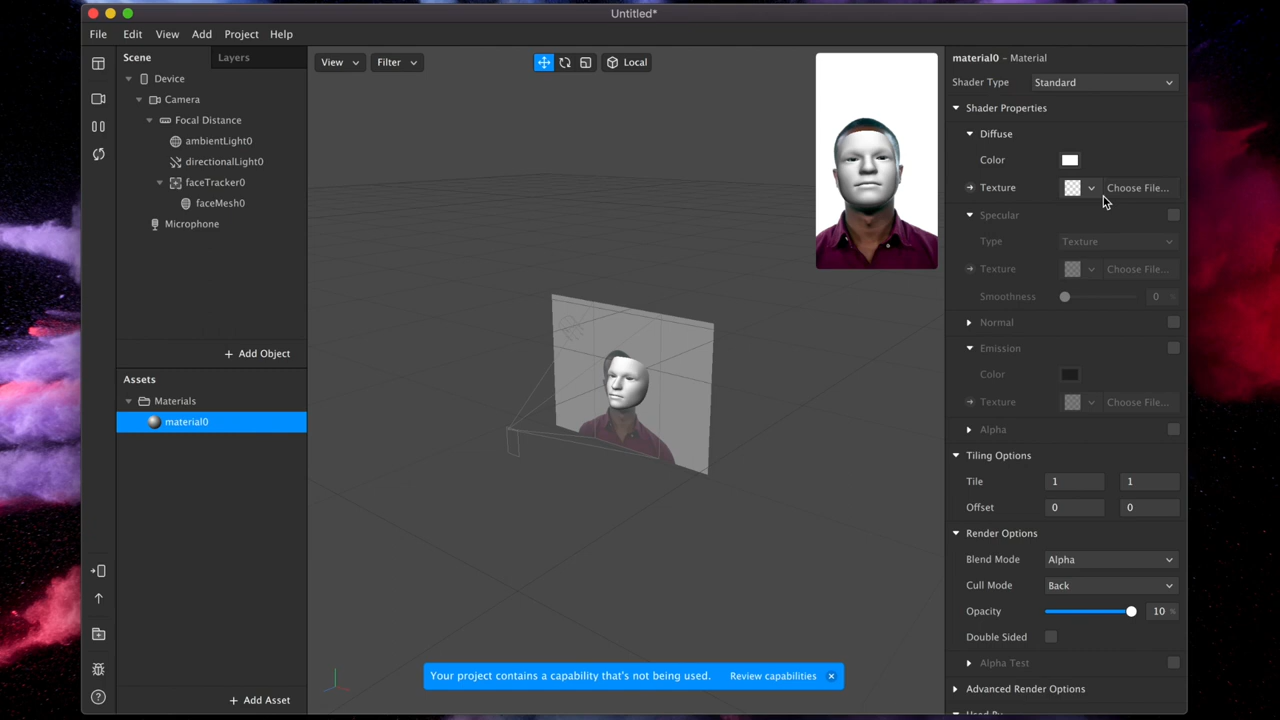 Untitled*
File Edit View Add Project Help
Scene Layers
Device
Camera
Focal Distance
ambientLight0
directionalLight0
faceTracker0
faceMesh0
Microphone
+ Add Object
Assets
Materials
material0
+ Add Asset
View Filter Local
Your project contains a capability that's not being used. Review capabilities
material0 – Material
Shader Type Standard
Shader Properties
Diffuse
Color
Texture Choose File...
Specular
Type Texture
Texture Choose File...
Smoothness 0 %
Normal
Emission
Color
Texture Choose File...
Alpha
Tiling Options
Tile 1 1
Offset 0 0
Render Options
Blend Mode Alpha
Cull Mode Back
Opacity 10 %
Double Sided
Alpha Test
Advanced Render Options
Used By